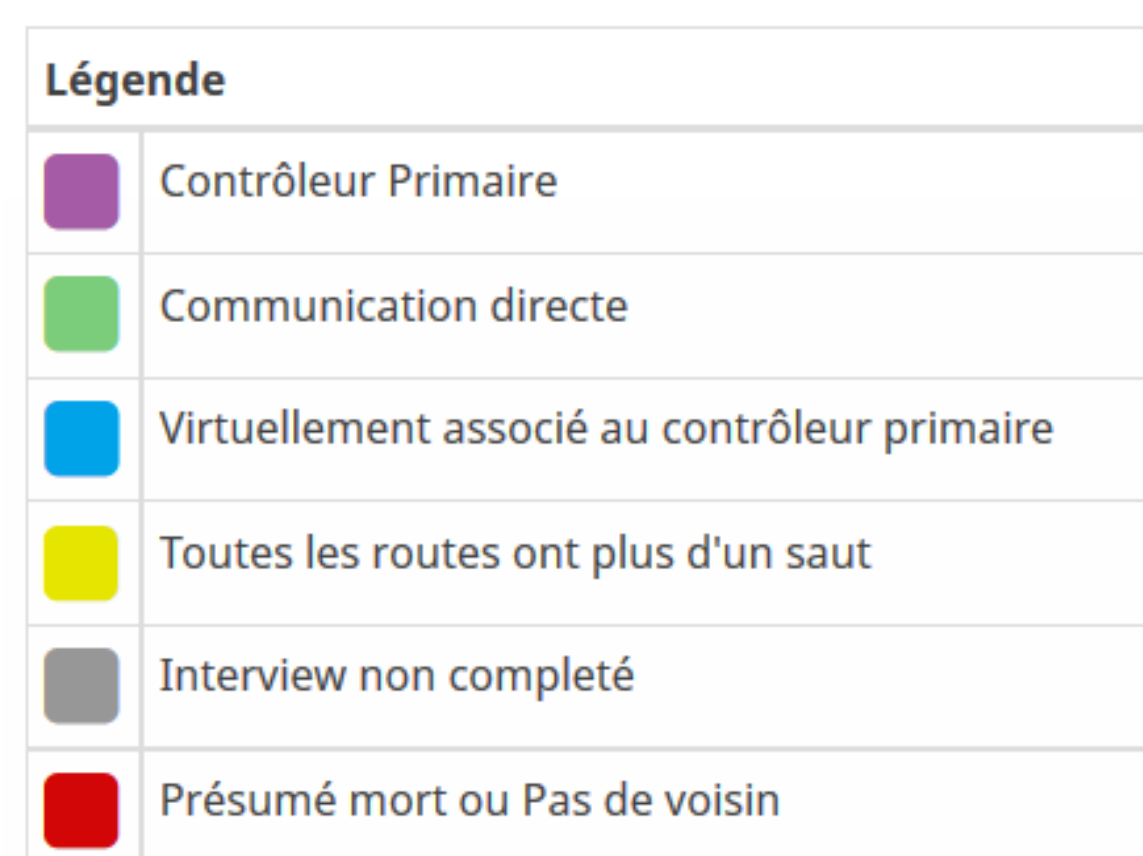 Légende
Contrôleur Primaire
Communication directe
Virtuellement associé au contrôleur primaire
Toutes les routes ont plus d'un saut
Interview non completé
Présumé mort ou Pas de voisin